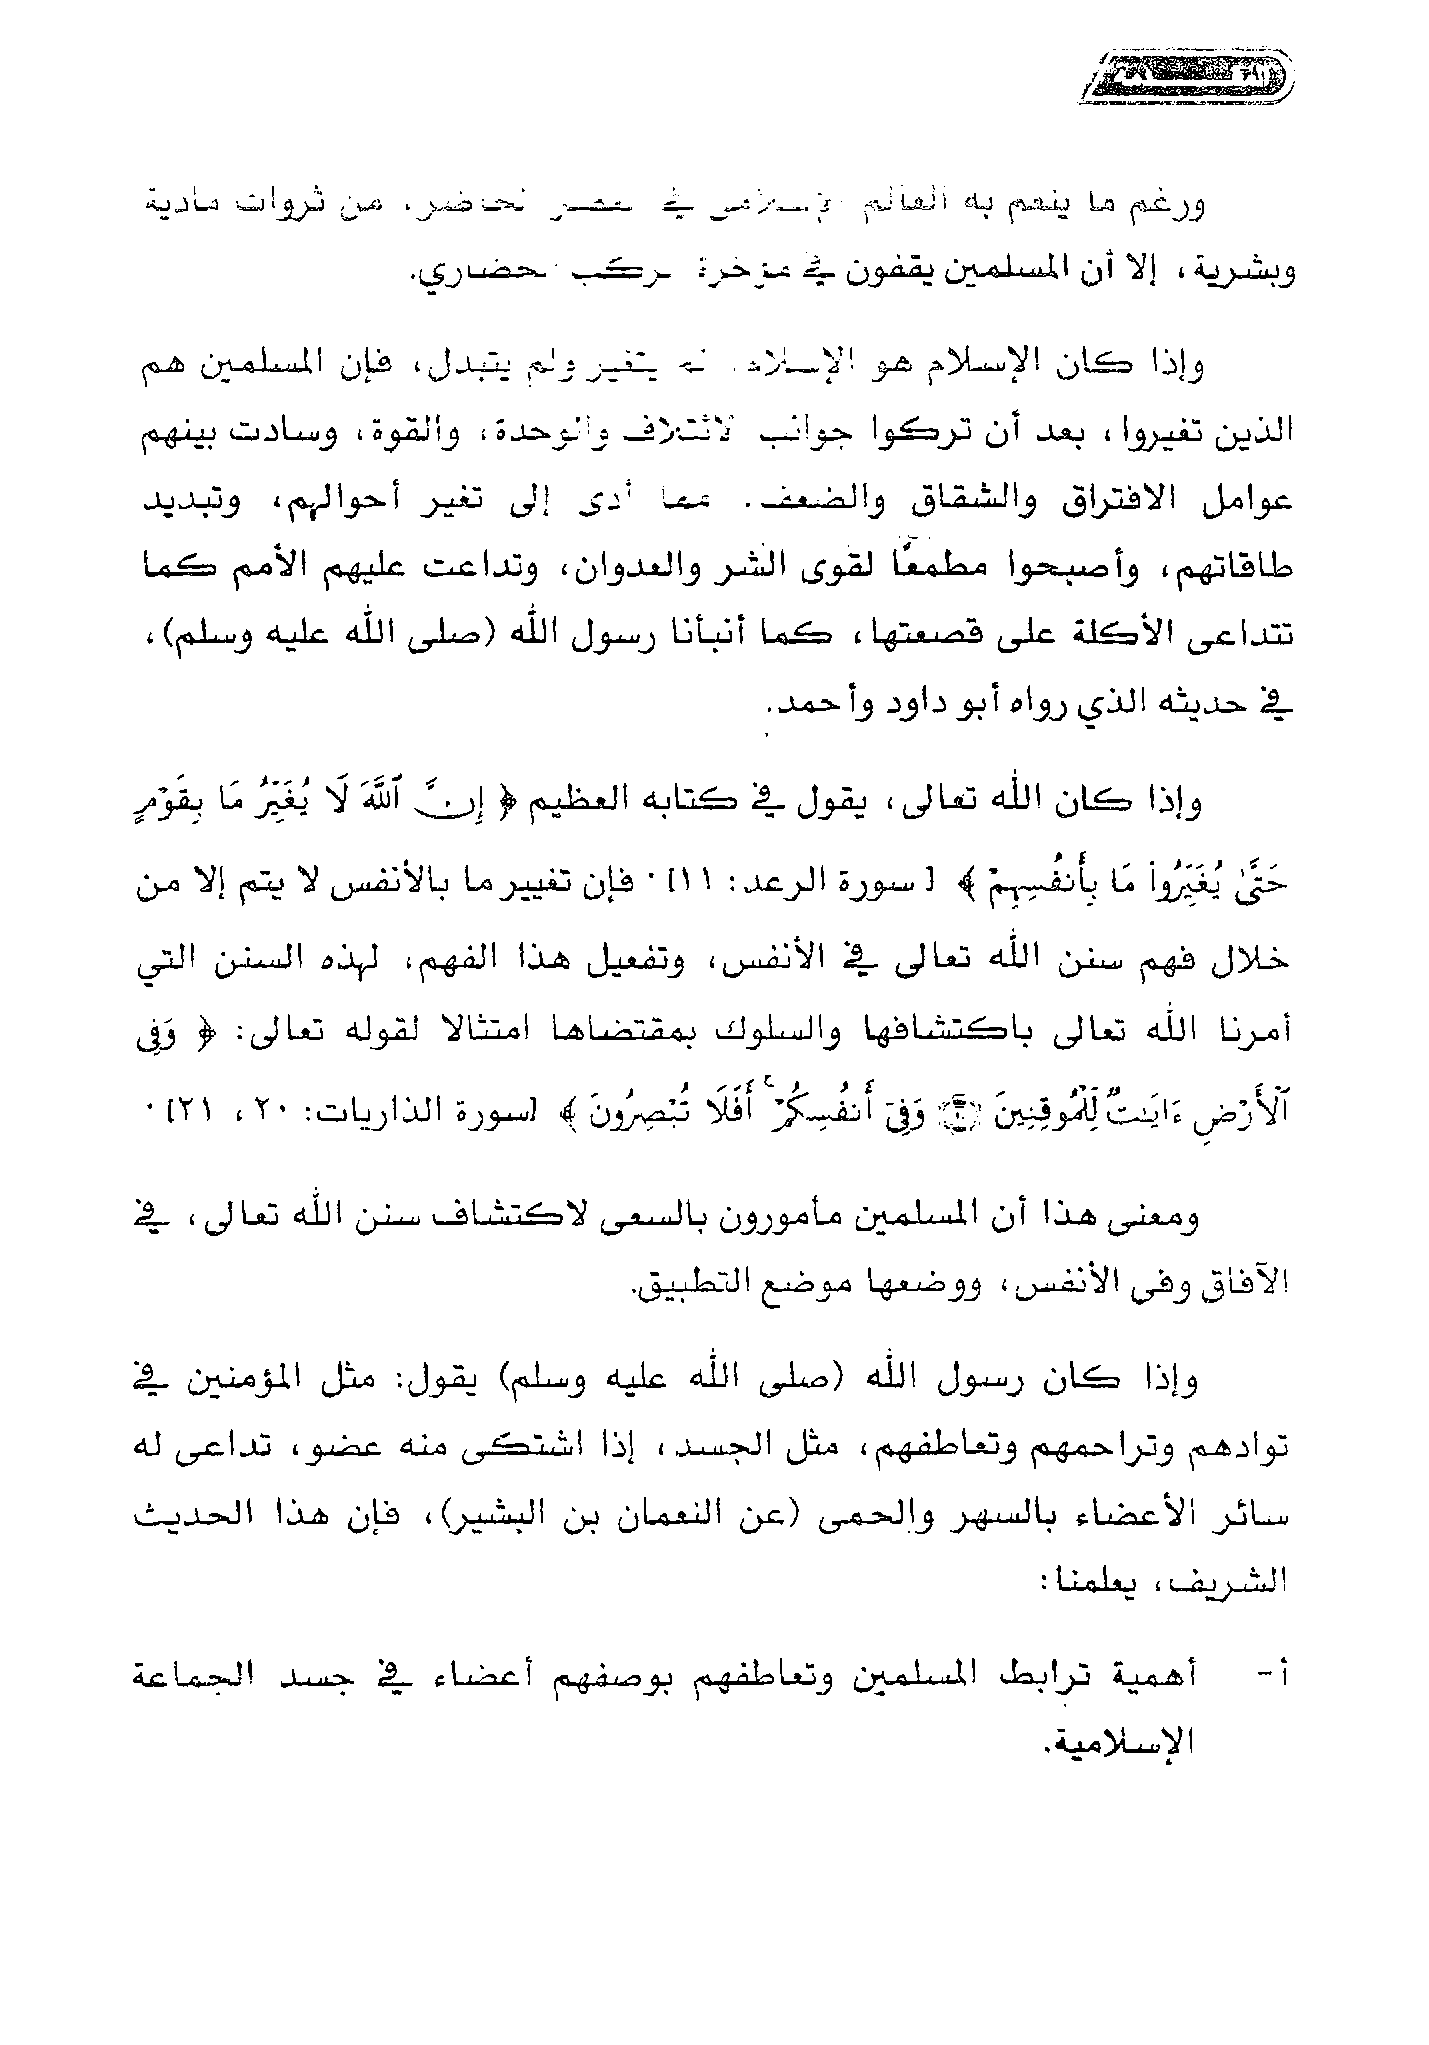 ورغم ما ينعم به العالم الإسلامى في عصر الحاضر، من ثروات مادية
وبشرية، إلا أن المسلمين يقفون في مؤخرة الركب الحضاري.
وإذا كان الإسلام هو الإسلام، لم يتغير ولم يتبدل، فإن المسلمين هم
الذين تغيروا، بعد أن تركوا جوانب الائتلاف والوحدة، والقوة، وسادت بينهم
عوامل الافتراق والشقاق والضعف. مما أدى إلى تغير أحوالهم، وتبديد
طاقاتهم، وأصبحوا مطمعًا لقوى الشر والعدوان، وتداعت عليهم الأمم كما
تتداعى الأكلة على قصعتها، كما أنبأنا رسول الله (صلى الله عليه وسلم)،
في حديثه الذي رواه أبو داود وأحمد.
وإذا كان الله تعالى، يقول في كتابه العظيم ﴿ إِنَّ ٱللَّهَ لَا يُغَيِّرُ مَا بِقَوْمٍ
حَتَّىٰ يُغَيِّرُواْ مَا بِأَنفُسِهِمْ ﴾ [سورة الرعد: ١١]. فإن تغيير ما بالأنفس لا يتم إلا من
خلال فهم سنن الله تعالى في الأنفس، وتفعيل هذا الفهم، لهذه السنن التي
أمرنا الله تعالى باكتشافها والسلوك بمقتضاها امتثالا لقوله تعالى: ﴿ وَفِى
ٱلْأَرْضِ ءَايَٰتٌ لِّلْمُوقِنِينَ ۝ وَفِىٓ أَنفُسِكُمْ ۚ أَفَلَا تُبْصِرُونَ ﴾ [سورة الذاريات: ٢٠، ٢١].
ومعنى هذا أن المسلمين مأمورون بالسعى لاكتشاف سنن الله تعالى، في
الآفاق وفى الأنفس، ووضعها موضع التطبيق.
وإذا كان رسول الله (صلى الله عليه وسلم) يقول: مثل المؤمنين في
توادهم وتراحمهم وتعاطفهم، مثل الجسد، إذا اشتكى منه عضو، تداعى له
سائر الأعضاء بالسهر والحمى (عن النعمان بن البشير)، فإن هذا الحديث
الشريف، يعلمنا:
أ- أهمية ترابط المسلمين وتعاطفهم بوصفهم أعضاء في جسد الجماعة
الإسلامية.